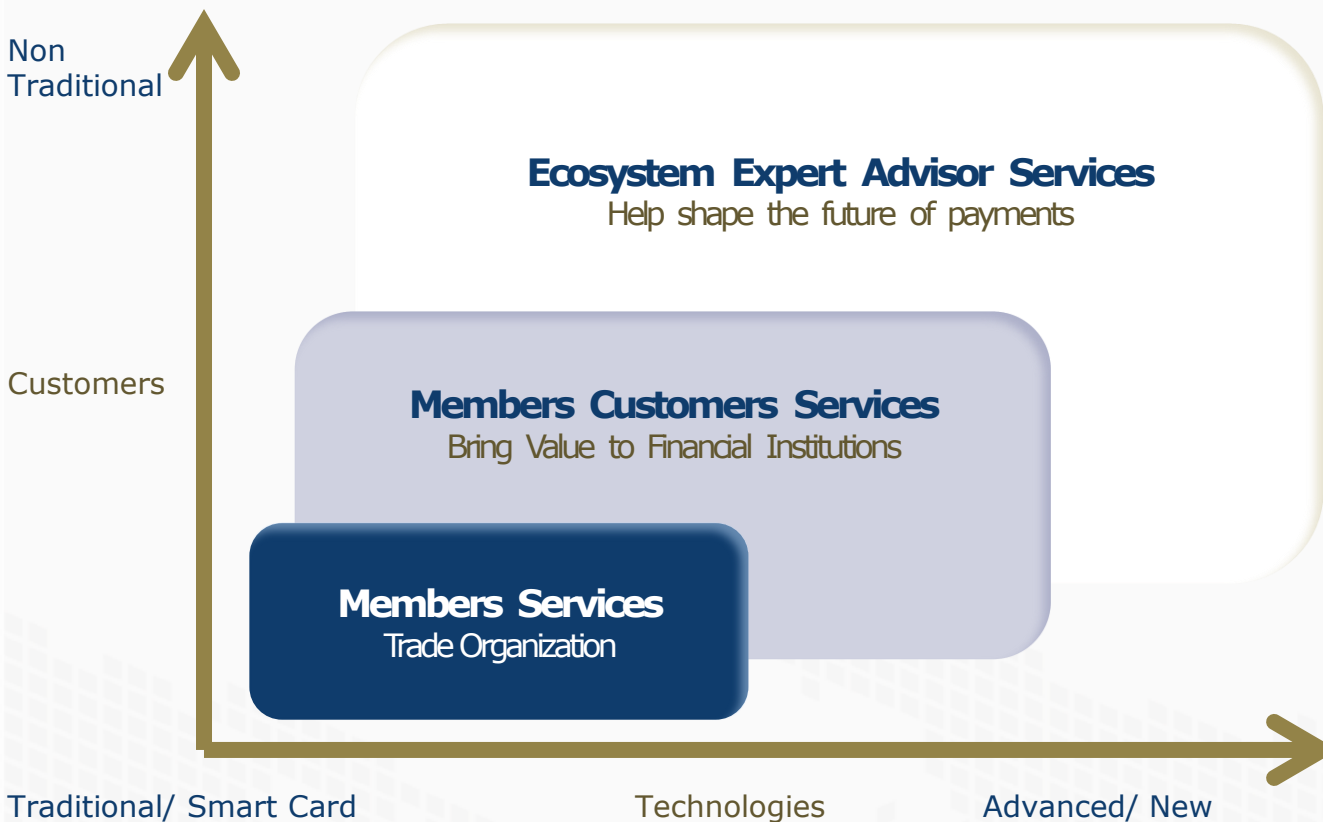 Non
Traditional
Ecosystem Expert Advisor Services
Help shape the future of payments
Customers
Members Customers Services
Bring Value to Financial Institutions
Members Services
Trade Organization
Traditional/ Smart Card
Technologies
Advanced/ New